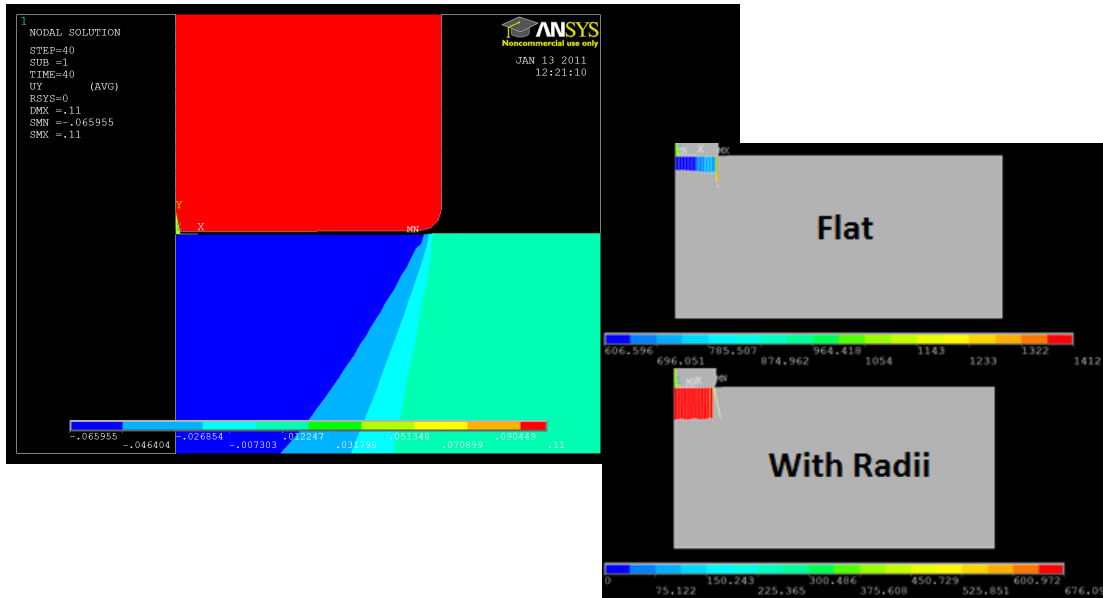 1
NODAL SOLUTION
STEP=40
SUB =1
TIME=40
UY (AVG)
RSYS=0
DMX =.11
SMN =-.065955
SMX =.11
ANSYS
Noncommercial use only
JAN 13 2011
12:21:10
Y
X
MN
-.065955 -.026854 .012247 .051348 .090449
-.046404 -.007303 .031798 .070899 .11
X MX
Flat
606.596 785.507 964.418 1143 1322
696.051 874.962 1054 1233 1412
X MN
With Radii
0 150.243 300.486 450.729 600.972
75.122 225.365 375.608 525.851 676.09